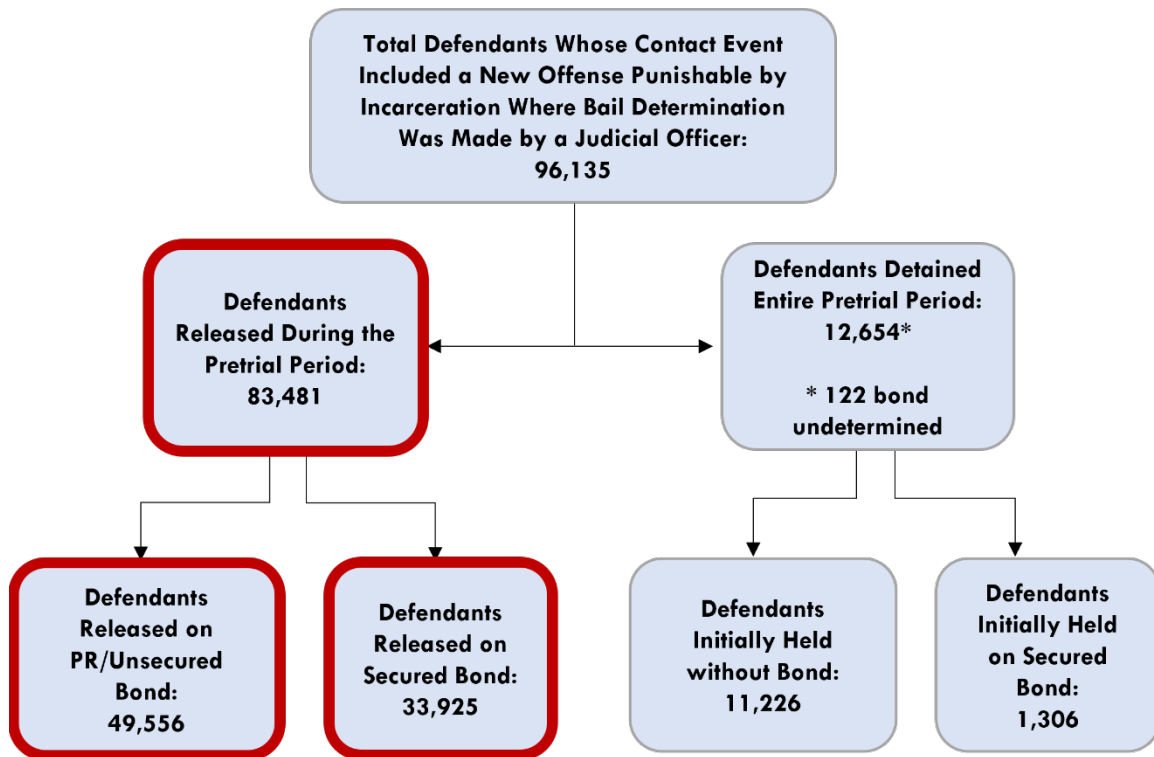 Total Defendants Whose Contact Event
Included a New Offense Punishable by
Incarceration Where Bail Determination
Was Made by a Judicial Officer:
96,135
Defendants
Released During the
Pretrial Period:
83,481
Defendants Detained
Entire Pretrial Period:
12,654*
* 122 bond
undetermined
Defendants
Released on
PR/Unsecured
Bond:
49,556
Defendants
Released on
Secured Bond:
33,925
Defendants
Initially Held
without Bond:
11,226
Defendants
Initially Held
on Secured
Bond:
1,306